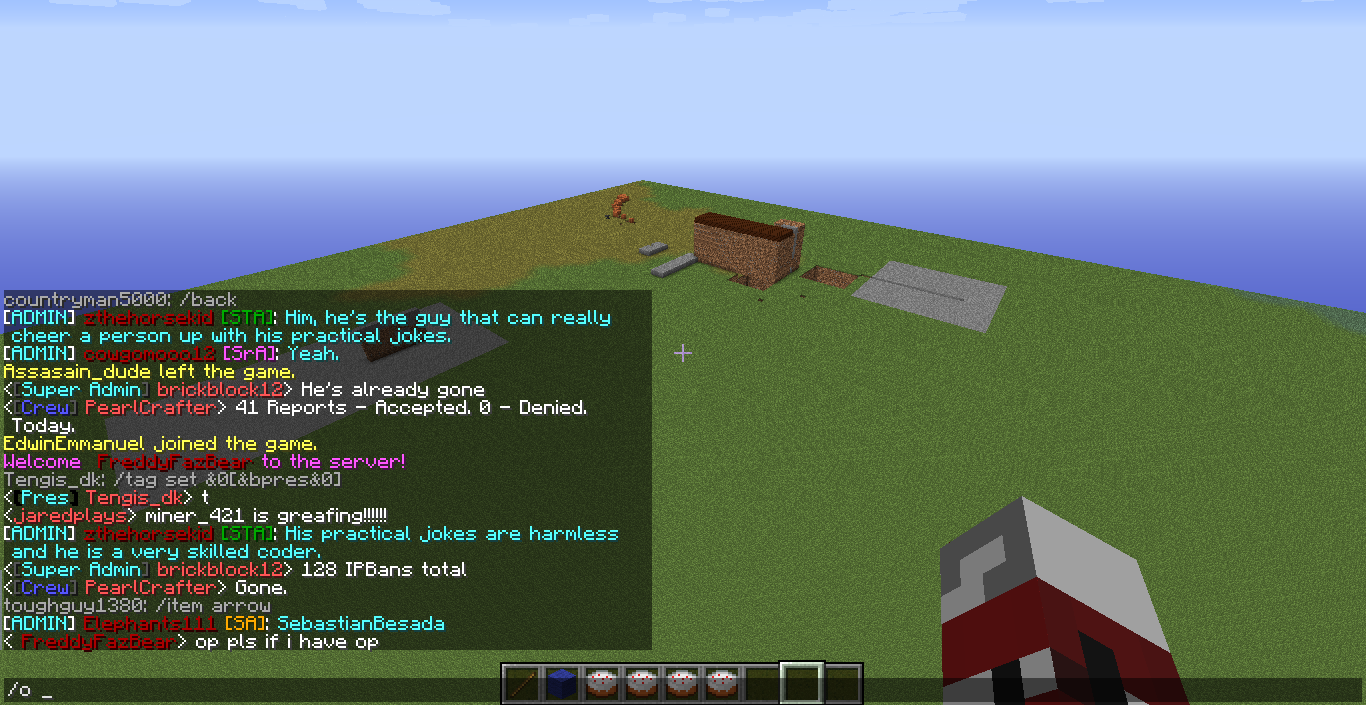 countryman5000: /back
[ADMIN] zthehorsekid [STA]: Him, he's the guy that can really
cheer a person up with his practical jokes.
[ADMIN] cowgomooo12 [SrA]: Yeah.
Assasain_dude left the game.
<[Super Admin] brickblock12> He's already gone
<[Crew] PearlCrafter> 41 Reports - Accepted. 0 - Denied.
Today.
EdwinEmmanuel joined the game.
Welcome FreddyFazBear to the server!
Tengis_dk: /tag set &0[&bpres&0]
<[Pres] Tengis_dk> t
<jaredplays> miner_421 is greafing!!!!!
[ADMIN] zthehorsekid [STA]: His practical jokes are harmless
and he is a very skilled coder.
<[Super Admin] brickblock12> 128 IPBans total
<[Crew] PearlCrafter> Gone.
toughguy1380: /item arrow
[ADMIN] Elephants111 [SA]: SebastianBesada
< FreddyFazBear> op pls if i have op
/o _